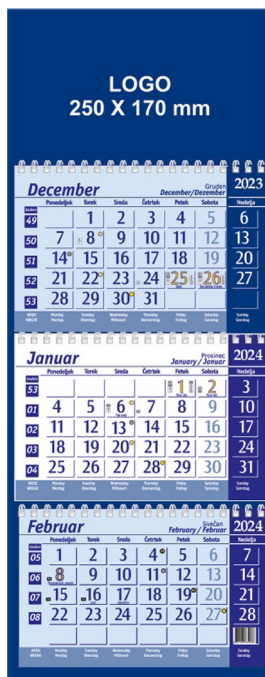 LOGO
250 X 170 mm
December Gruden 2023
December/Dezember
Ponedeljek Torek Sreda Četrtek Petek Sobota Nedelja
49 1 2 3 4 5 6
50 7 8 9 10 11 12 13
51 14 15 16 17 18 19 20
52 21 22 23 24 25 26 27
53 28 29 30 31
Januar Prosinec 2024
January/Januar
Ponedeljek Torek Sreda Četrtek Petek Sobota Nedelja
53 1 2 3
01 4 5 6 7 8 9 10
02 11 12 13 14 15 16 17
03 18 19 20 21 22 23 24
04 25 26 27 28 29 30 31
Februar Svečan 2024
February/Februar
Ponedeljek Torek Sreda Četrtek Petek Sobota Nedelja
05 1 2 3 4 5 6 7
06 8 9 10 11 12 13 14
07 15 16 17 18 19 20 21
08 22 23 24 25 26 27 28